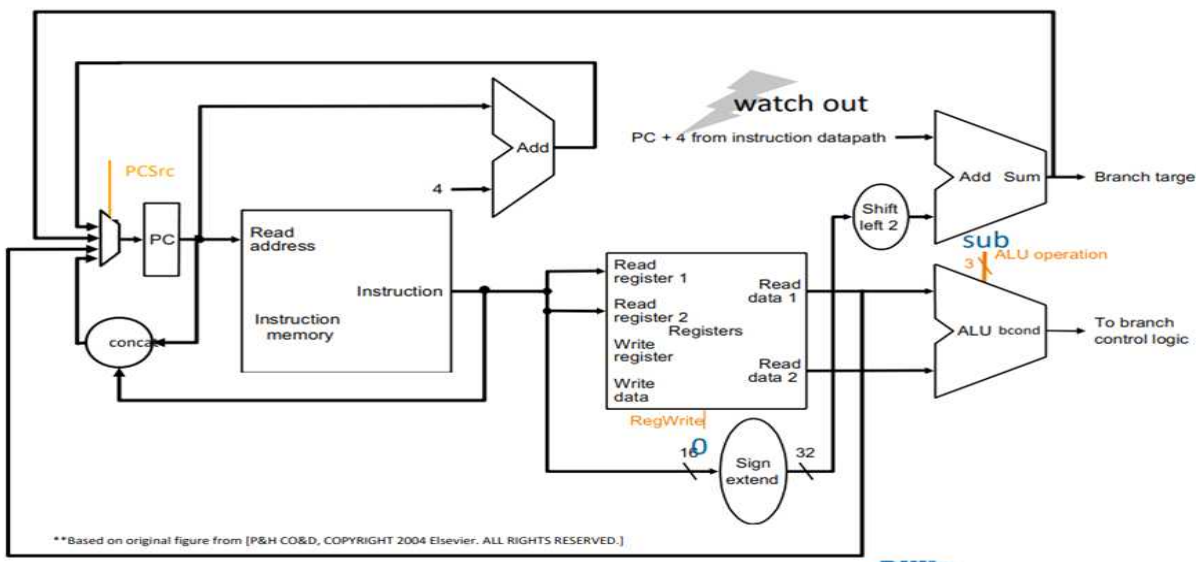 watch out
PC + 4 from instruction datapath
Add
PCSrc
4
Add Sum
Branch targe
Shift
left 2
PC
Read
address
sub
3
ALU operation
Instruction
Instruction
memory
Read
register 1
Read
register 2
Registers
Write
register
Write
data
Read
data 1
Read
data 2
ALU bcond
To branch
control logic
conca
RegWrite
0
16
Sign
extend
32
**Based on original figure from [P&H CO&D, COPYRIGHT 2004 Elsevier. ALL RIGHTS RESERVED.]